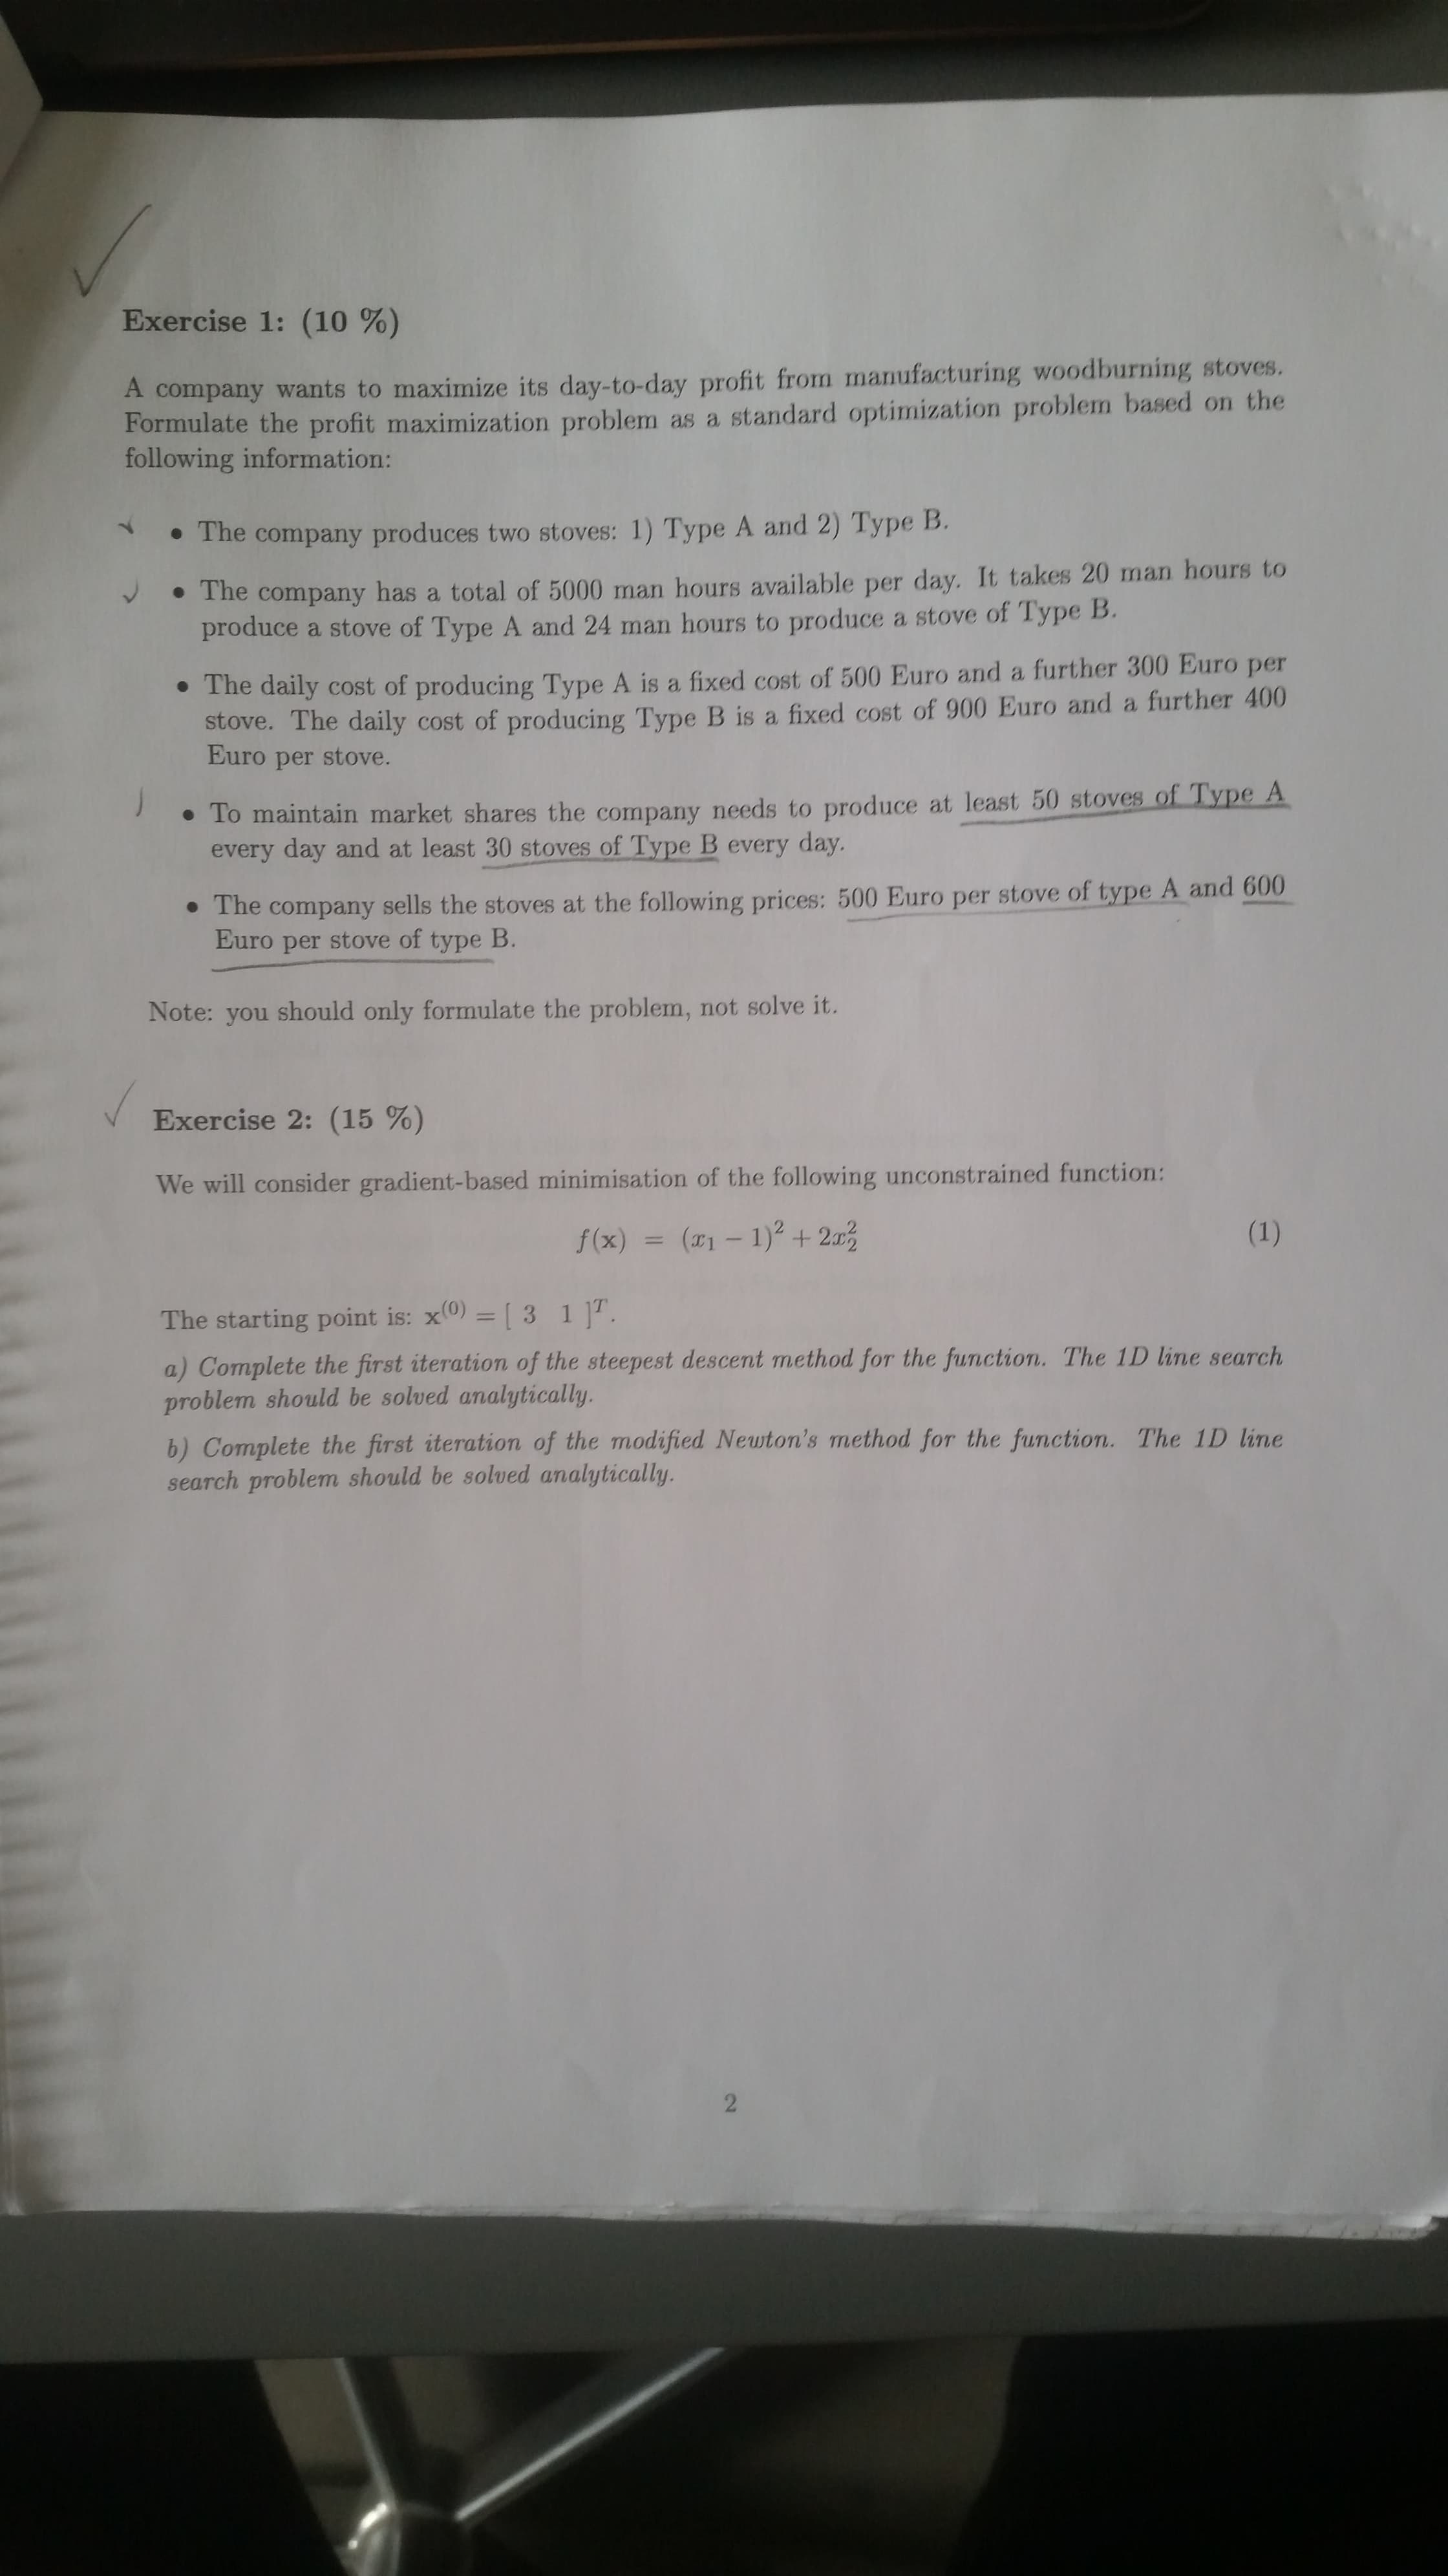 Exercise 1: (10 %)
A company wants to maximize its day-to-day profit from manufacturing woodburning stoves.
Formulate the profit maximization problem as a standard optimization problem based on the
following information:
• The company produces two stoves: 1) Type A and 2) Type B.
• The company has a total of 5000 man hours available per day. It takes 20 man hours to
produce a stove of Type A and 24 man hours to produce a stove of Type B.
• The daily cost of producing Type A is a fixed cost of 500 Euro and a further 300 Euro per
stove. The daily cost of producing Type B is a fixed cost of 900 Euro and a further 400
Euro per stove.
• To maintain market shares the company needs to produce at least 50 stoves of Type A
every day and at least 30 stoves of Type B every day.
• The company sells the stoves at the following prices: 500 Euro per stove of type A and 600
Euro per stove of type B.
Note: you should only formulate the problem, not solve it.
Exercise 2: (15 %)
We will consider gradient-based minimisation of the following unconstrained function:
f(x) = (x₁ − 1)² + 2x₂² (1)
The starting point is: x⁽⁰⁾ = [ 3 1 ]ᵀ.
a) Complete the first iteration of the steepest descent method for the function. The 1D line search
problem should be solved analytically.
b) Complete the first iteration of the modified Newton's method for the function. The 1D line
search problem should be solved analytically.
2